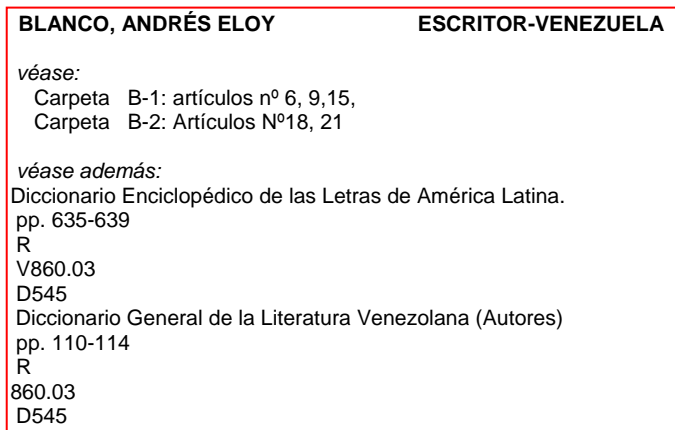 BLANCO, ANDRÉS ELOY ESCRITOR-VENEZUELA
véase:
Carpeta B-1: artículos nº 6, 9,15,
Carpeta B-2: Artículos Nº18, 21
véase además:
Diccionario Enciclopédico de las Letras de América Latina.
pp. 635-639
R
V860.03
D545
Diccionario General de la Literatura Venezolana (Autores)
pp. 110-114
R
860.03
D545